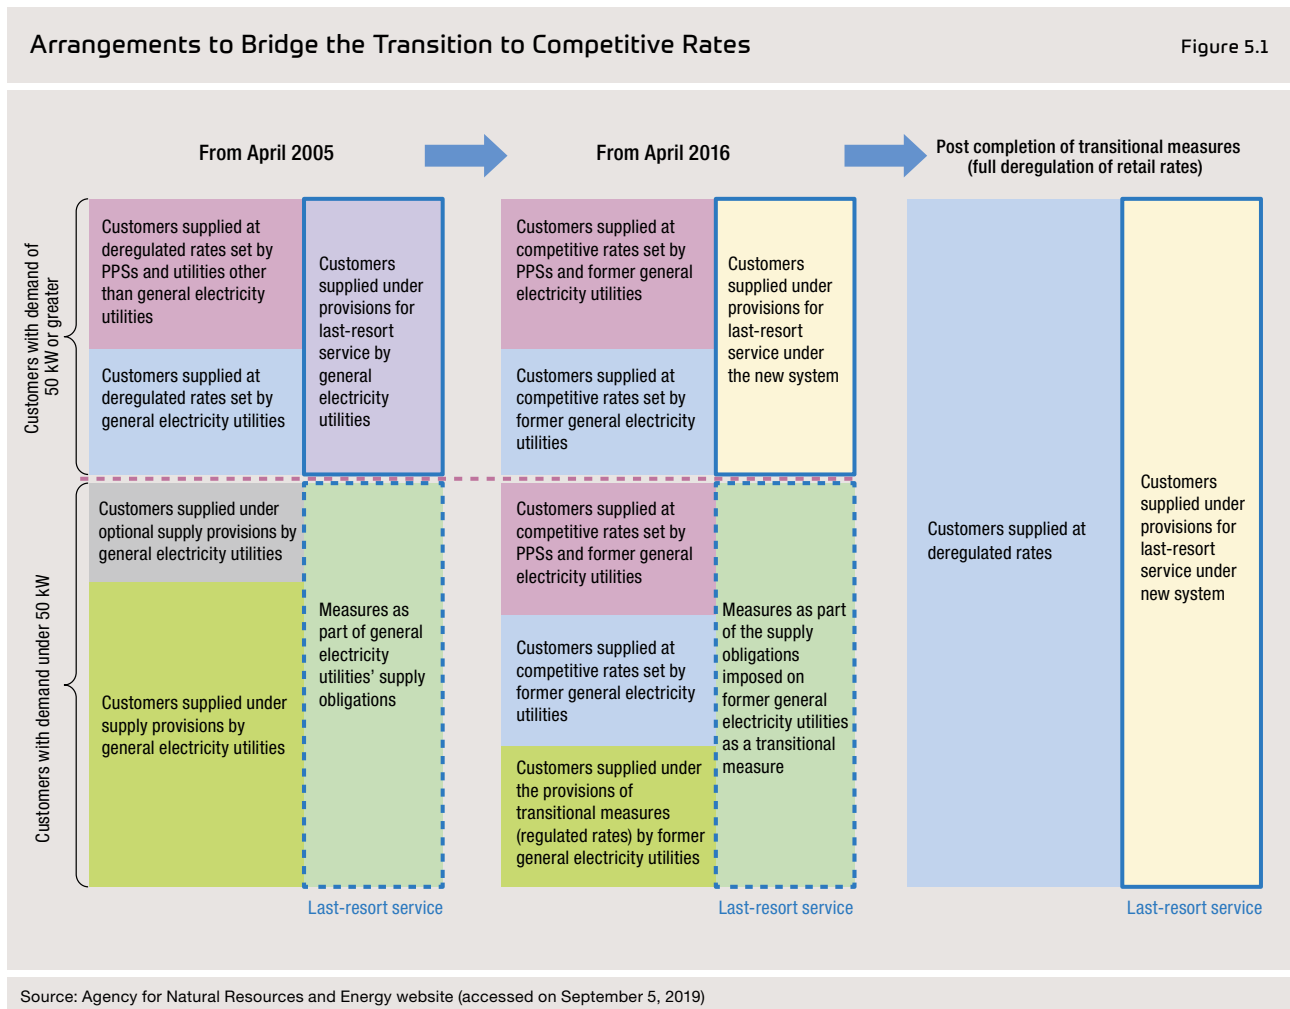 Arrangements to Bridge the Transition to Competitive Rates
Figure 5.1
From April 2005
From April 2016
Post completion of transitional measures
(full deregulation of retail rates)
Customers with demand of
50 kW or greater
Customers supplied at
deregulated rates set by
PPSs and utilities other
than general electricity
utilities
Customers supplied at
deregulated rates set by
general electricity utilities
Customers
supplied under
provisions for
last-resort
service by
general
electricity
utilities
Customers supplied at
competitive rates set by
PPSs and former general
electricity utilities
Customers supplied at
competitive rates set by
former general electricity
utilities
Customers
supplied under
provisions for
last-resort
service under
the new system
Customers with demand under 50 kW
Customers supplied under
optional supply provisions by
general electricity utilities
Customers supplied under
supply provisions by
general electricity utilities
Measures as
part of general
electricity
utilities' supply
obligations
Customers supplied at
competitive rates set by
PPSs and former general
electricity utilities
Customers supplied at
competitive rates set by
former general electricity
utilities
Customers supplied under
the provisions of
transitional measures
(regulated rates) by former
general electricity utilities
Measures as part
of the supply
obligations
imposed on
former general
electricity utilities
as a transitional
measure
Customers supplied at
deregulated rates
Customers
supplied under
provisions for
last-resort
service under
new system
Last-resort service
Last-resort service
Last-resort service
Source: Agency for Natural Resources and Energy website (accessed on September 5, 2019)